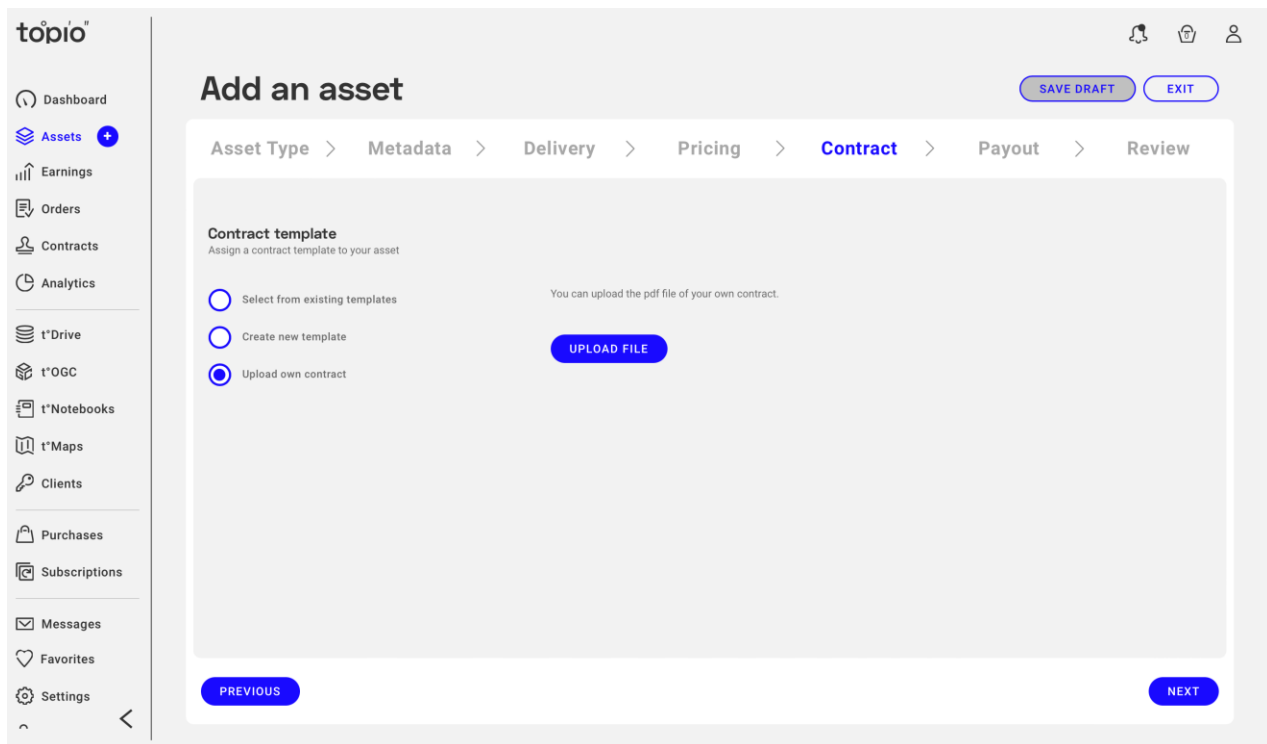 topio
Add an asset
SAVE DRAFT
EXIT
Dashboard
Assets
Earnings
Orders
Contracts
Analytics
t°Drive
t°OGC
t°Notebooks
t°Maps
Clients
Purchases
Subscriptions
Messages
Favorites
Settings
Asset Type > Metadata > Delivery > Pricing > Contract > Payout > Review
Contract template
Assign a contract template to your asset
Select from existing templates
Create new template
Upload own contract
You can upload the pdf file of your own contract.
UPLOAD FILE
PREVIOUS
NEXT